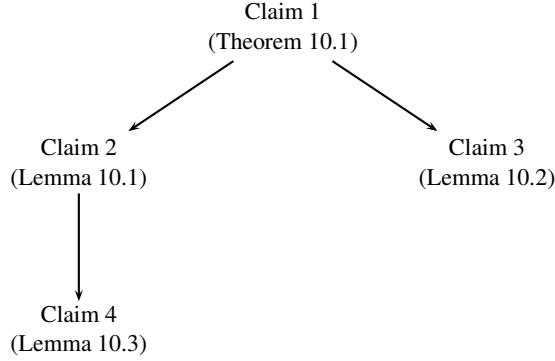 Claim 1
(Theorem 10.1)
Claim 2
(Lemma 10.1)
Claim 3
(Lemma 10.2)
Claim 4
(Lemma 10.3)